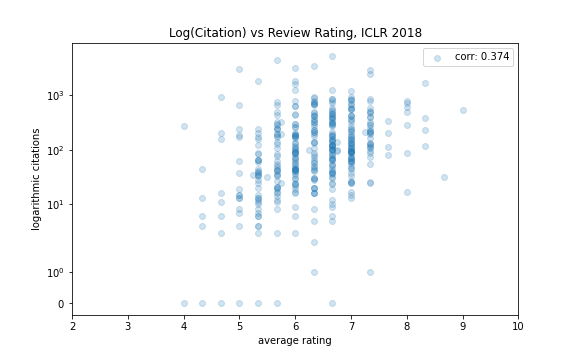 Log(Citation) vs Review Rating, ICLR 2018
corr: 0.374
logarithmic citations
10³
10²
10¹
10⁰
0
2 3 4 5 6 7 8 9 10
average rating